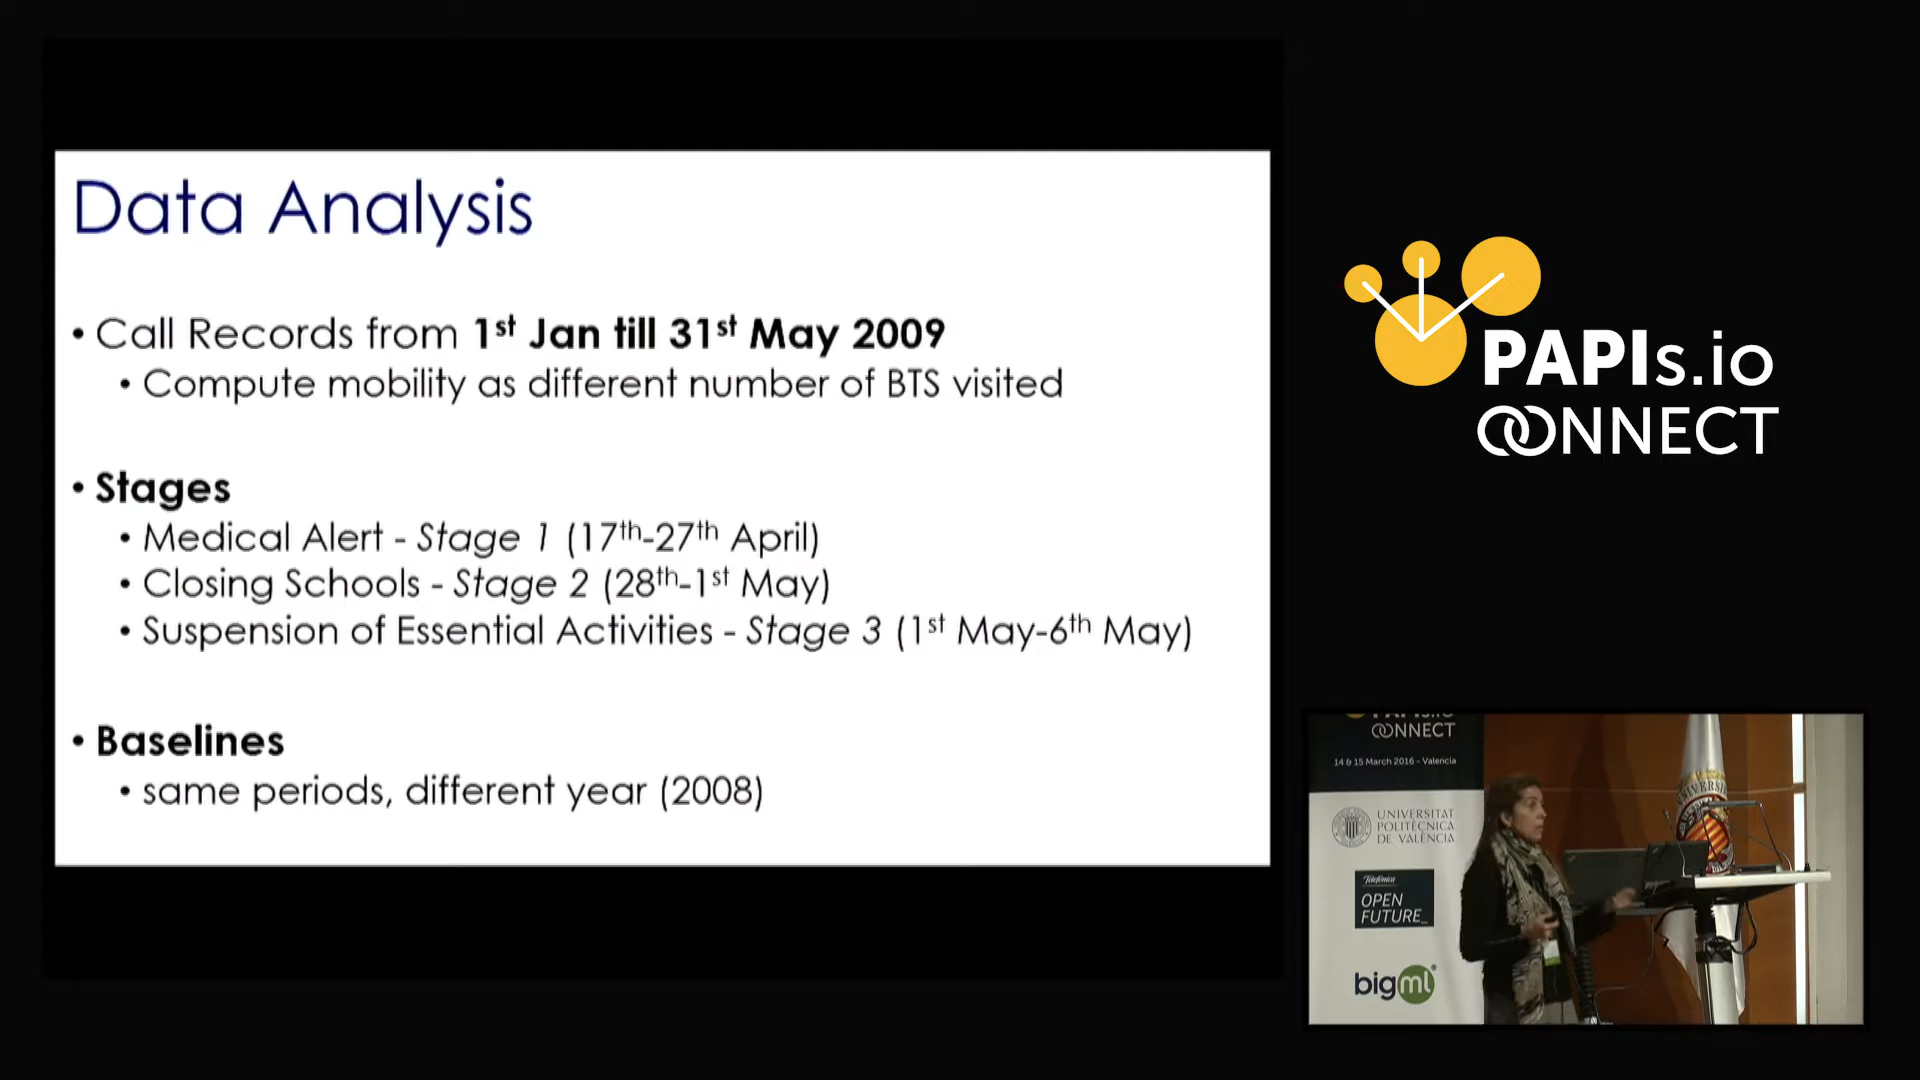 Data Analysis
• Call Records from 1st Jan till 31st May 2009
• Compute mobility as different number of BTS visited
• Stages
• Medical Alert - Stage 1 (17th-27th April)
• Closing Schools - Stage 2 (28th-1st May)
• Suspension of Essential Activities - Stage 3 (1st May-6th May)
• Baselines
• same periods, different year (2008)
PAPIs.io
CONNECT
CONNECT
14 & 15 March 2016 - Valencia
UNIVERSITAT
POLITÈCNICA
DE VALÈNCIA
Telefónica
OPEN
FUTURE_
bigml